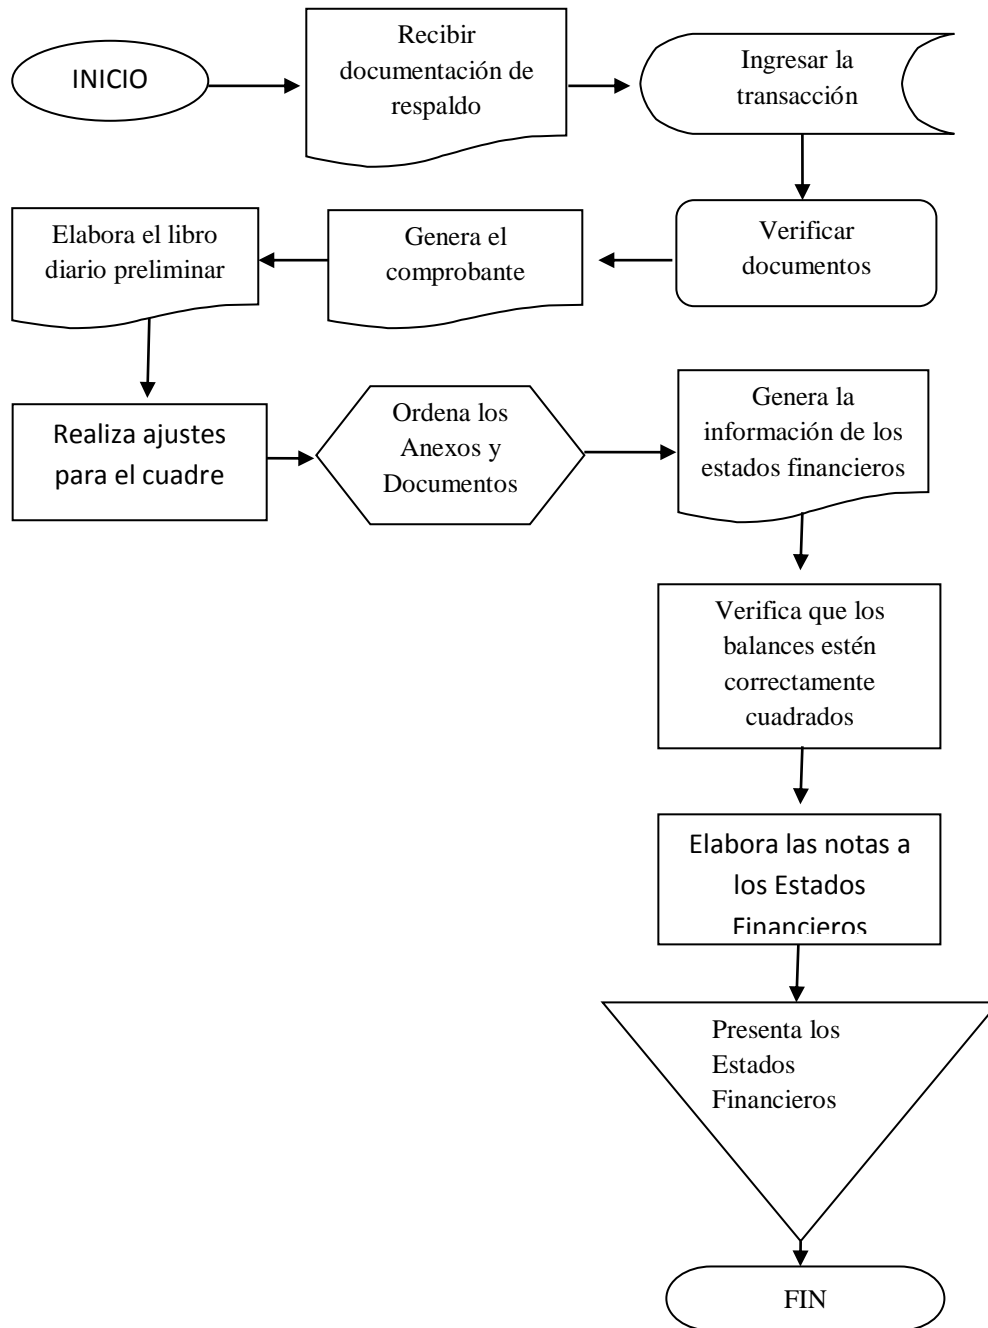 INICIO
Recibir
documentación de
respaldo
Ingresar la
transacción
Verificar
documentos
Genera el
comprobante
Elabora el libro
diario preliminar
Realiza ajustes
para el cuadre
Ordena los
Anexos y
Documentos
Genera la
información de los
estados financieros
Verifica que los
balances estén
correctamente
cuadrados
Elabora las notas a
los Estados
Financieros
Presenta los
Estados
Financieros
FIN